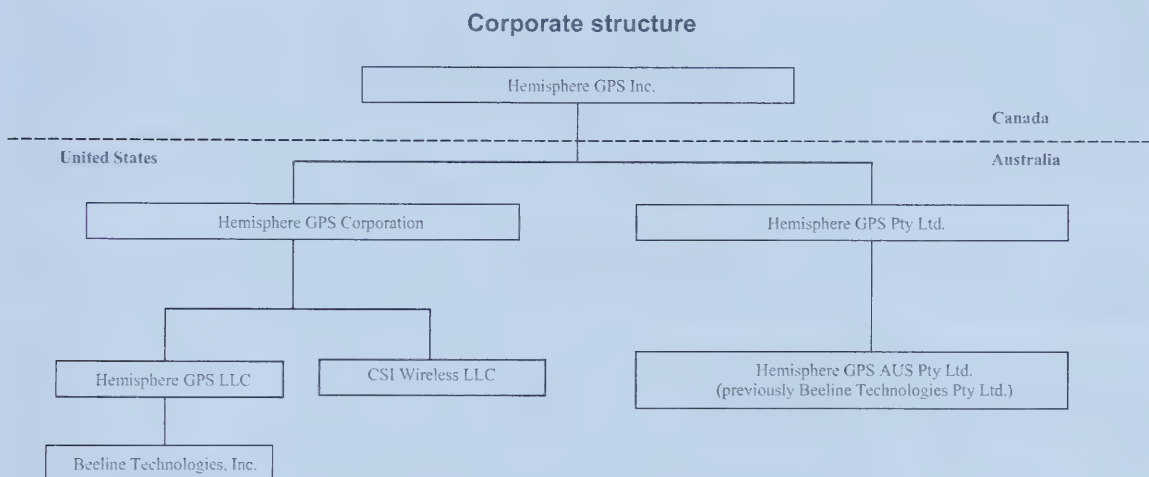 Corporate structure
Hemisphere GPS Inc.
Canada
United States
Australia
Hemisphere GPS Corporation
Hemisphere GPS Pty Ltd.
Hemisphere GPS LLC
CSI Wireless LLC
Hemisphere GPS AUS Pty Ltd.
(previously Beeline Technologies Pty Ltd.)
Beeline Technologies, Inc.